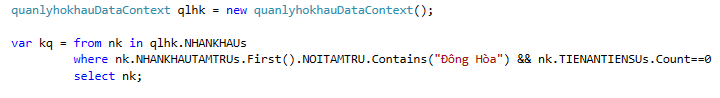 quanlyhokhauDataContext qlhk = new quanlyhokhauDataContext();
var kq = from nk in qlhk.NHANKHAUs
where nk.NHANKHAUTAMTRUs.First().NOITAMTRU.Contains("Đông Hòa") && nk.TIENANTIENSUs.Count==0
select nk;